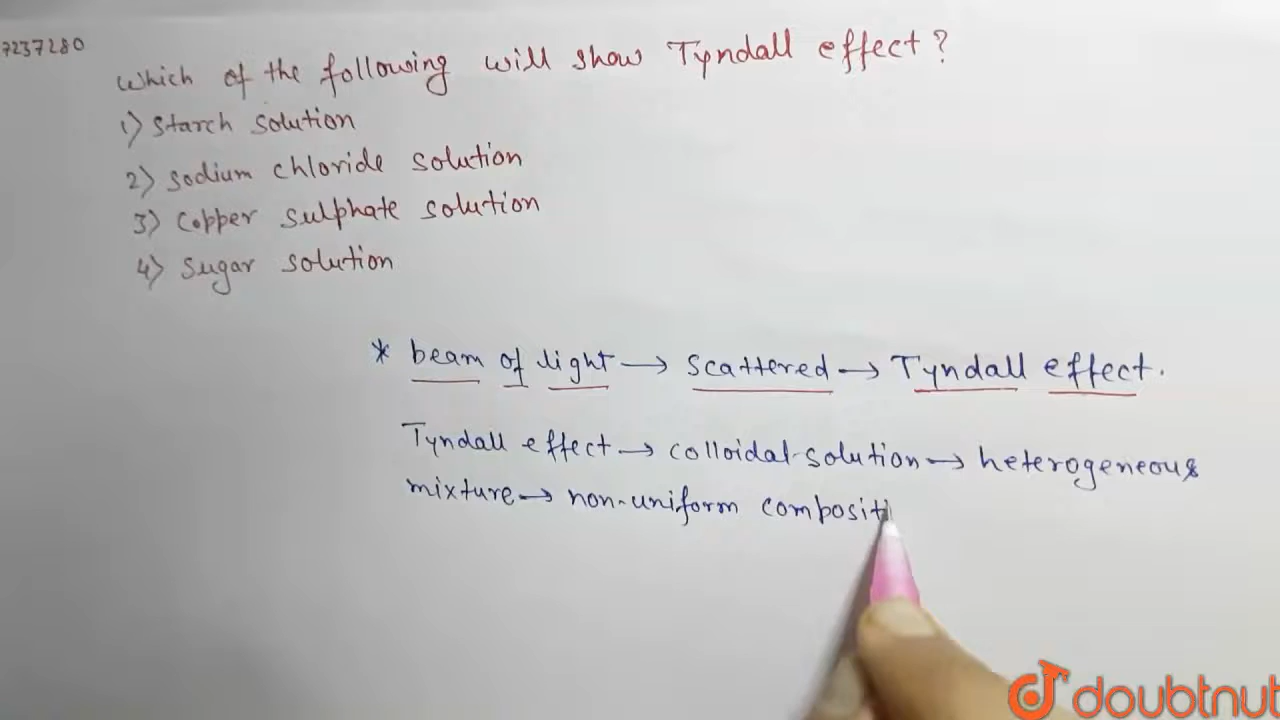 7237280
Which of the following will show Tyndall effect?
1) Starch solution
2) Sodium chloride solution
3) Copper sulphate solution
4) Sugar solution
* beam of light → scattered → Tyndall effect.
Tyndall effect → colloidal solution → heterogeneous
mixture → non-uniform compositi
doubtnut